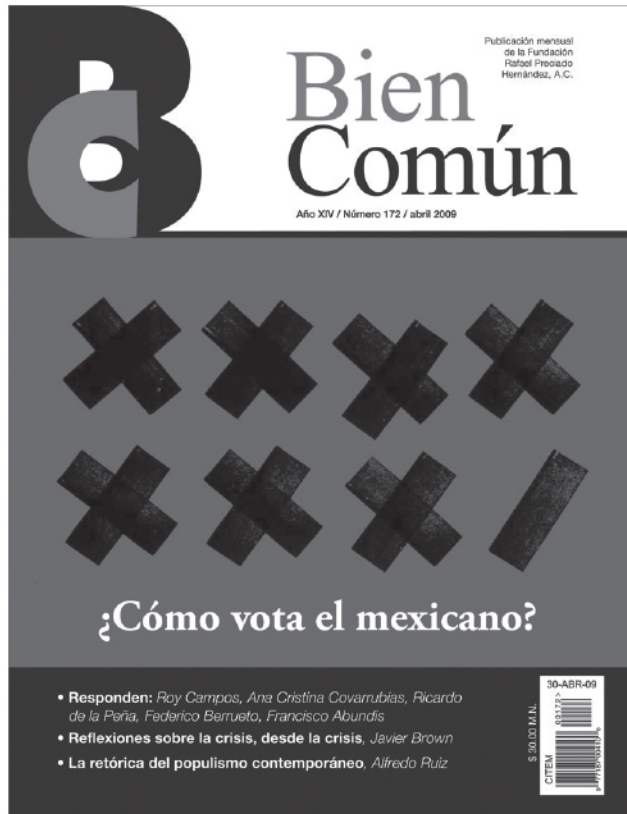 BC
Publicación mensual
de la Fundación
Rafael Preciado
Hernández, A.C.
Bien
Común
Año XIV / Número 172 / abril 2009
¿Cómo vota el mexicano?
• Responden: Roy Campos, Ana Cristina Covarrubias, Ricardo
de la Peña, Federico Berrueto, Francisco Abundis
• Reflexiones sobre la crisis, desde la crisis, Javier Brown
• La retórica del populismo contemporáneo, Alfredo Ruiz
$ 30.00 M.N.
30-ABR-09
CITEM
00172>